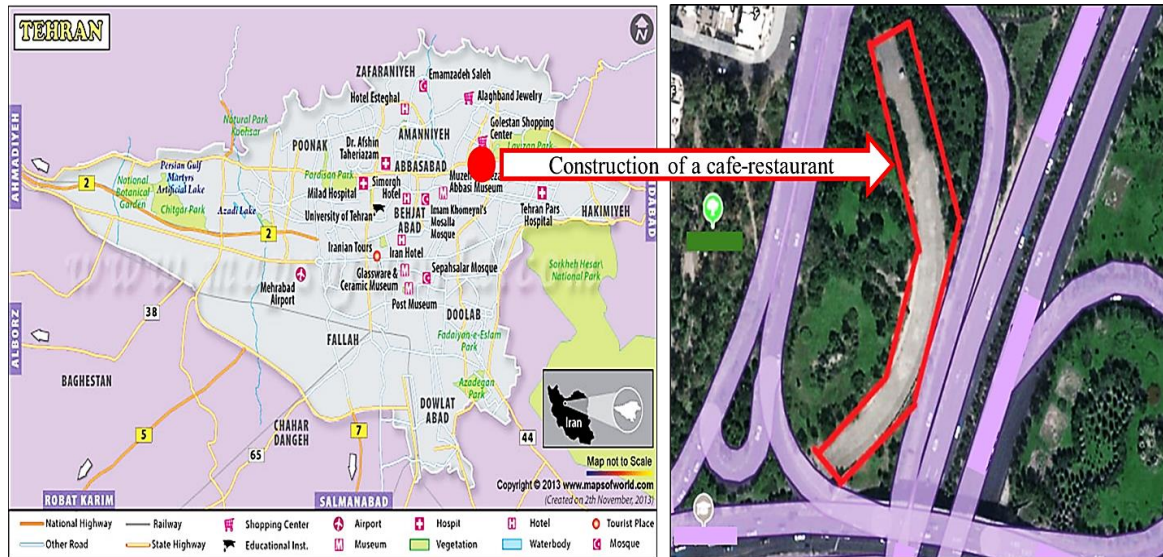 TEHRAN
N
ZAFARANIYEH
Emamzadeh Saleh
Hotel Esteghal
Alaghband Jewelry
Natural Park
Koohsar
AMANNIYEH
Golestan Shopping
Center
Lavizan Park
POONAK
Dr. Afshin
Taheriazam
ABBASABAD
Construction of a cafe-restaurant
AHMADIYEH
2
Persian Gulf
Martyrs
Artificial Lake
National
Botanical
Garden
Chitgar Park
Azadi Lake
Pardisan Park
Milad Hospital
Simorgh
Hotel
Abbasi Museum
Tehran Pars
Hospital
HAKIMIYEH
University of Tehran
BEHJAT
ABAD
Imam Khomeyni's
Mosalla
Mosque
2
Iranian Tours
Iran Hotel
Sepahsalar Mosque
Glassware &
Ceramic Museum
Sorkheh Hesar
National Park
Mehrabad
Airport
Post Museum
38
DOOLAB
ALBORZ
FALLAH
Fadaiyan-e-Eslam
Park
BAGHESTAN
Azadegan
Park
DOWLAT
ABAD
Iran
CHAHAR
DANGEH
5
65
7
44
Map not to Scale
Copyright © 2013 www.mapsofworld.com
(Created on 2nd November, 2013)
ROBAT KARIM
SALMANABAD
National Highway
Railway
Shopping Center
Airport
Hospit
Hotel
Tourist Place
Other Road
State Highway
Educational Inst.
Museum
Vegetation
Waterbody
Mosque